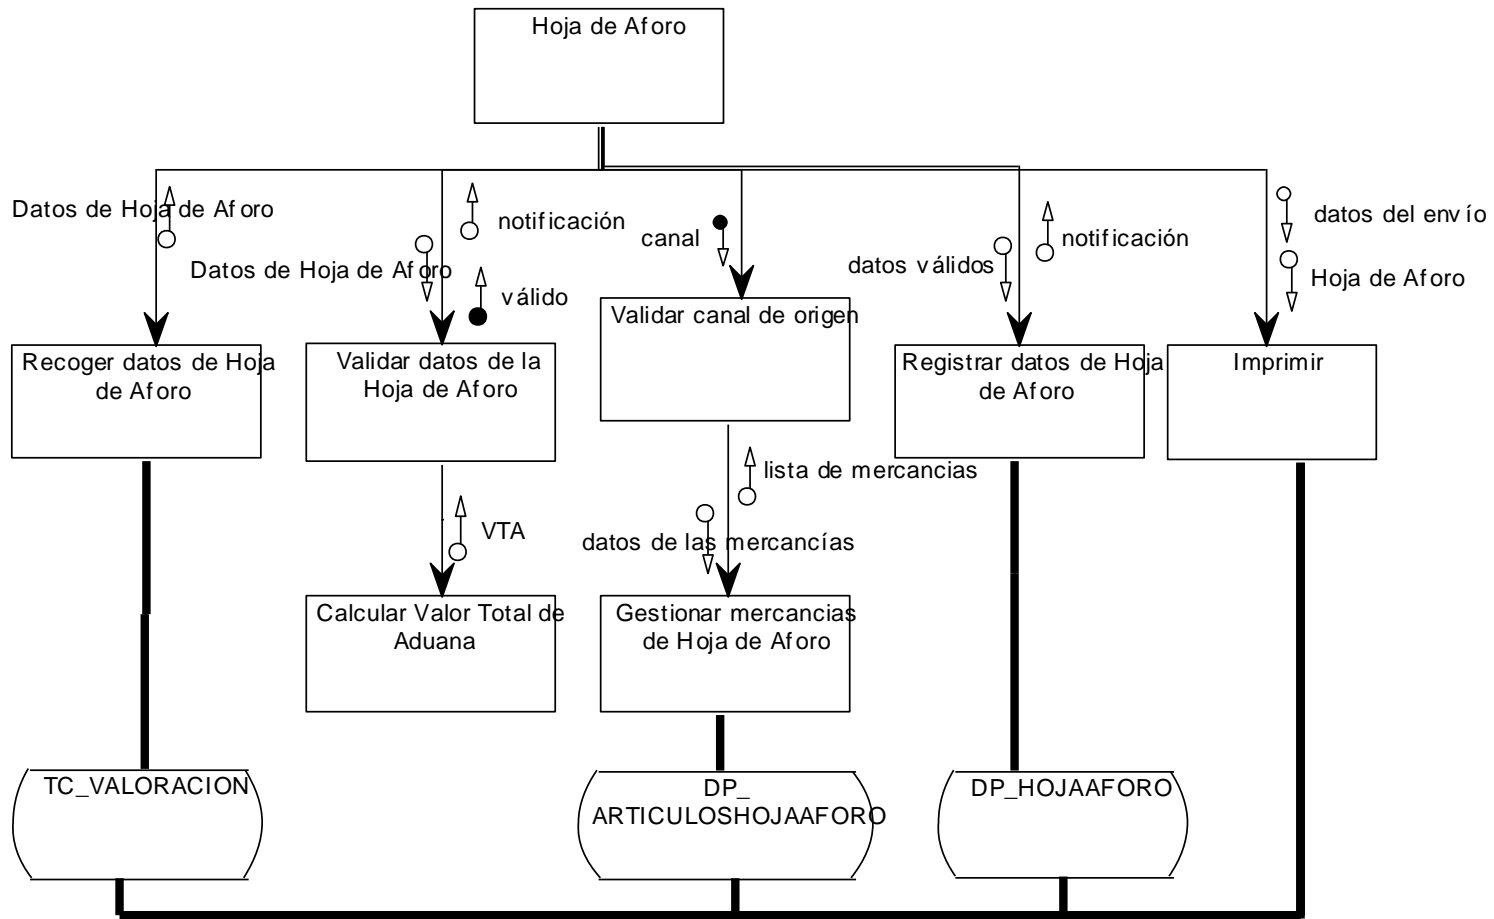 Hoja de Aforo
Datos de Hoja de Aforo
notificación
canal
datos válidos
notificación
datos del envío
Datos de Hoja de Aforo
válido
Hoja de Aforo
Recoger datos de Hoja
de Aforo
Validar datos de la
Hoja de Aforo
Validar canal de origen
Registrar datos de Hoja
de Aforo
Imprimir
VTA
lista de mercancias
datos de las mercancías
Calcular Valor Total de
Aduana
Gestionar mercancias
de Hoja de Aforo
TC_VALORACION
DP_
ARTICULOSHOJAAFORO
DP_HOJAAFORO